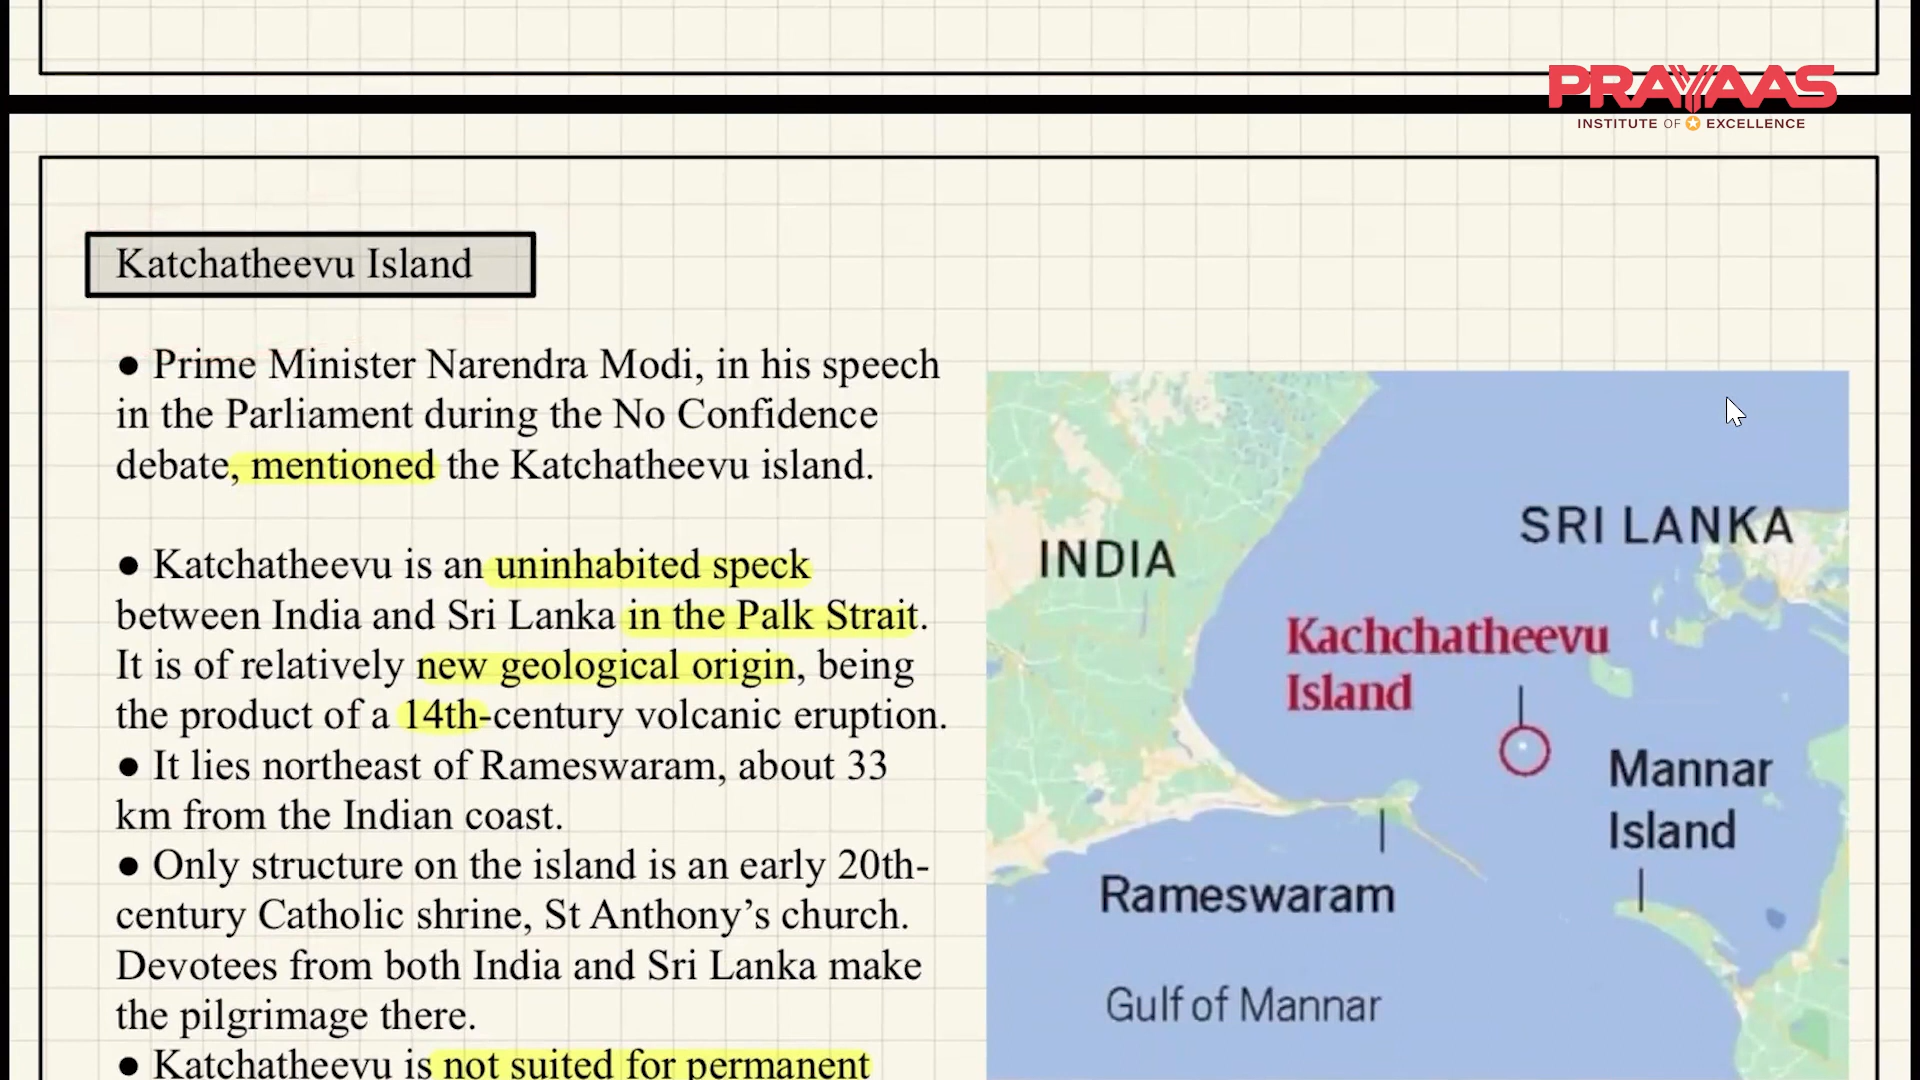 PRAYAAS
INSTITUTE OF EXCELLENCE
Katchatheevu Island
● Prime Minister Narendra Modi, in his speech
in the Parliament during the No Confidence
debate, mentioned the Katchatheevu island.
● Katchatheevu is an uninhabited speck
between India and Sri Lanka in the Palk Strait.
It is of relatively new geological origin, being
the product of a 14th-century volcanic eruption.
● It lies northeast of Rameswaram, about 33
km from the Indian coast.
● Only structure on the island is an early 20th-
century Catholic shrine, St Anthony’s church.
Devotees from both India and Sri Lanka make
the pilgrimage there.
● Katchatheevu is not suited for permanent
SRI LANKA
INDIA
Kachchatheevu
Island
Mannar
Island
Rameswaram
Gulf of Mannar